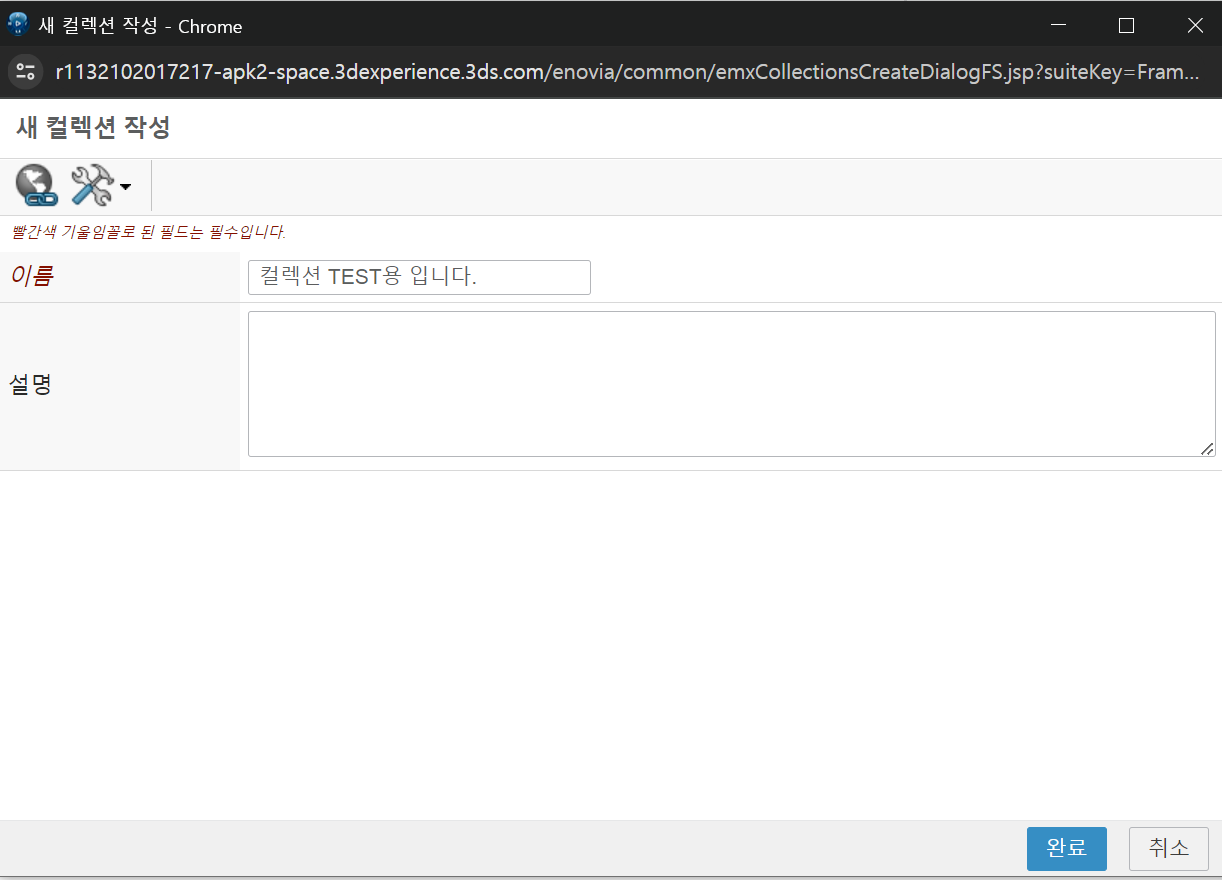 새 컬렉션 작성 - Chrome
r1132102017217-apk2-space.3dexperience.3ds.com/enovia/common/emxCollectionsCreateDialogFS.jsp?suiteKey=Fram...
새 컬렉션 작성
빨간색 기울임꼴로 된 필드는 필수입니다.
이름
컬렉션 TEST용 입니다.
설명
완료
취소